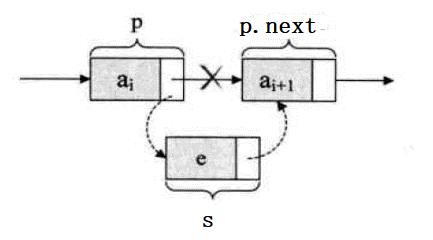 p p.next
aᵢ aᵢ₊₁
e
s